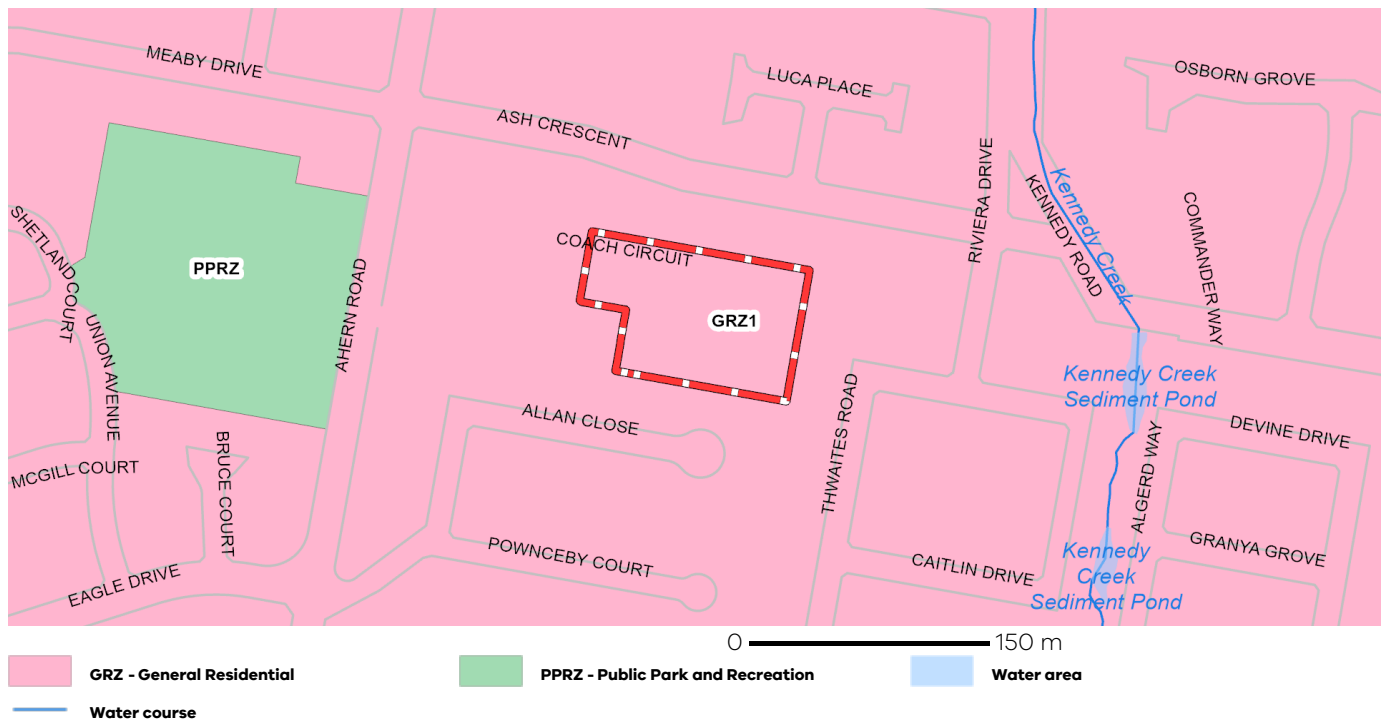 MEABY DRIVE
LUCA PLACE
OSBORN GROVE
ASH CRESCENT
RIVIERA DRIVE
KENNEDY ROAD
Kennedy Creek
COMMANDER WAY
SHETLAND COURT
PPRZ
COACH CIRCUIT
AHERN ROAD
GRZ1
UNION AVENUE
Kennedy Creek
Sediment Pond
ALLAN CLOSE
THWAITES ROAD
DEVINE DRIVE
MCGILL COURT
BRUCE COURT
ALGERD WAY
POWNCEBY COURT
GRANYA GROVE
EAGLE DRIVE
CAITLIN DRIVE
Kennedy
Creek
Sediment Pond
0 150 m
GRZ - General Residential
PPRZ - Public Park and Recreation
Water area
Water course